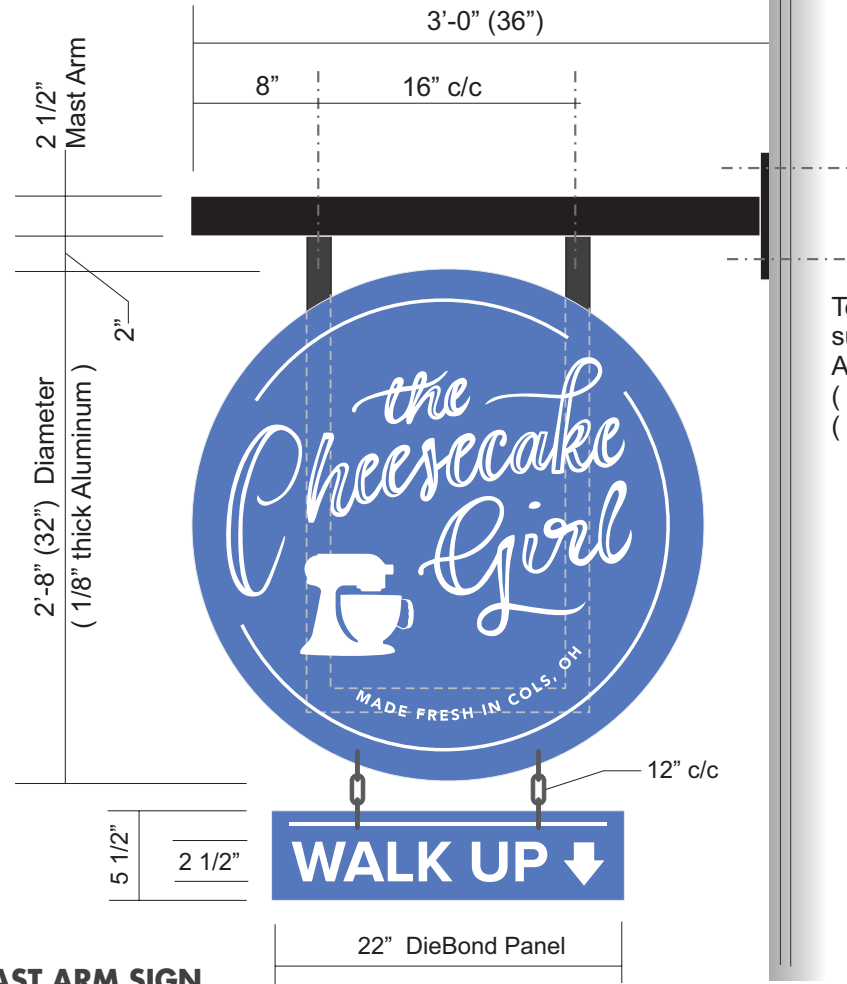 3'-0" (36")
8"
16" c/c
2 1/2"
Mast Arm
2"
2'-8" (32") Diameter
( 1/8" thick Aluminum )
the
Cheesecake
Girl
MADE FRESH IN COLS, OH
12" c/c
WALK UP
5 1/2"
2 1/2"
22" DieBond Panel
ARM SIGN
(
(